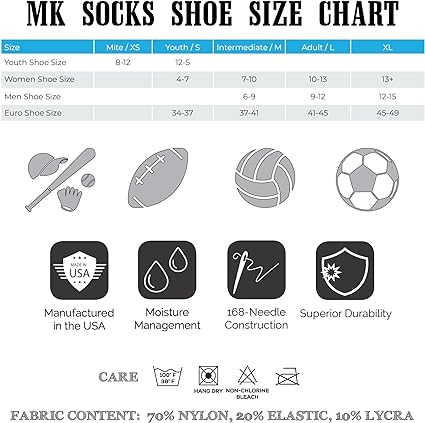 MK SOCKS SHOE SIZE CHART
Size Mite / XS Youth / S Intermediate / M Adult / L XL
Youth Shoe Size 8-12 12-5
Women Shoe Size 4-7 7-10 10-13 13+
Men Shoe Size 6-9 9-12 12-15
Euro Shoe Size 34-37 37-41 41-45 45-49
MADE IN
USA
Manufactured
in the USA
Moisture
Management
168-Needle
Construction
Superior Durability
CARE
100° F
38° F
HAND DRY
NON-CHLORINE
BLEACH
FABRIC CONTENT: 70% NYLON, 20% ELASTIC, 10% LYCRA